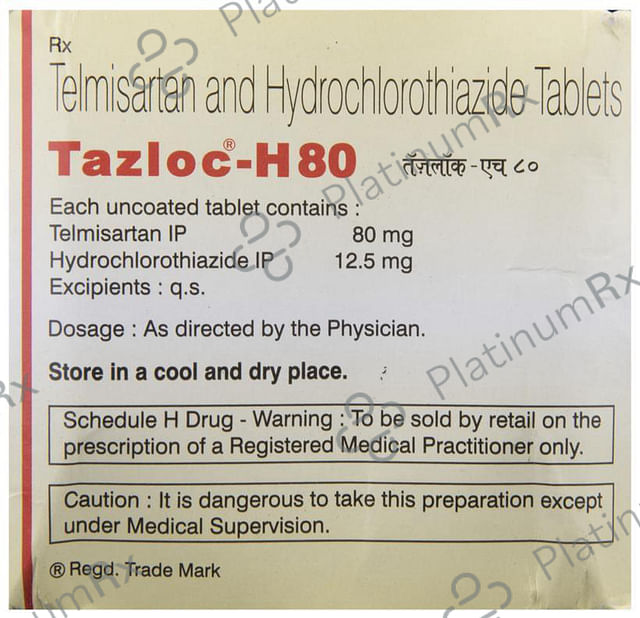 Rx
Telmisartan and Hydrochlorothiazide Tablets
Tazloc®-H 80 तॅज़लॉक - एच ८०
Each uncoated tablet contains :
Telmisartan IP 80 mg
Hydrochlorothiazide IP 12.5 mg
Excipients : q.s.
Dosage : As directed by the Physician.
Store in a cool and dry place.
Schedule H Drug - Warning : To be sold by retail on the
prescription of a Registered Medical Practitioner only.
Caution : It is dangerous to take this preparation except
under Medical Supervision.
® Regd. Trade Mark
PlatinumRx
PlatinumRx